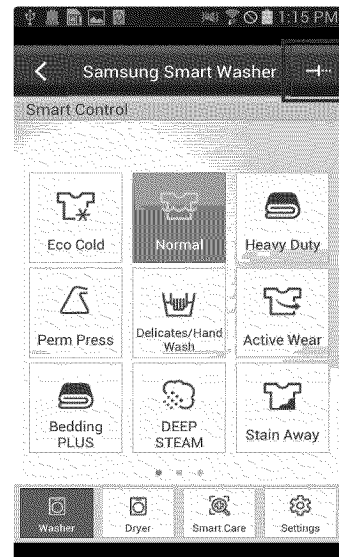 1:15 PM
Samsung Smart Washer
Smart Control
Eco Cold
Normal
Heavy Duty
Perm Press
Delicates/Hand
Wash
Active Wear
Bedding
PLUS
DEEP
STEAM
Stain Away
Washer
Dryer
Smart Care
Settings